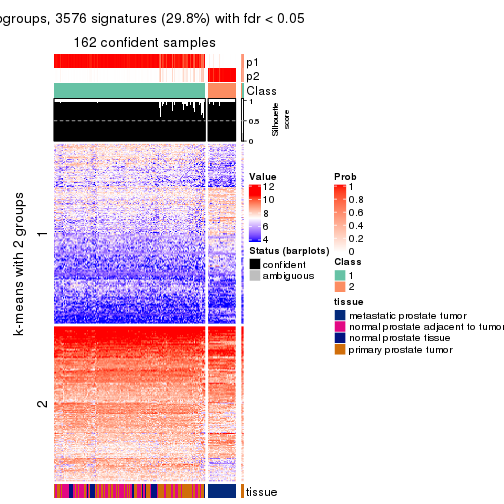 ogroups, 3576 signatures (29.8%) with fdr < 0.05
162 confident samples
p1
p2
Class
1
0.5
0
Silhouette
score
k-means with 2 groups
1
2
Value
12
10
8
6
4
Status (barplots)
confident
ambiguous
Prob
1
0.8
0.6
0.4
0.2
0
Class
1
2
tissue
metastatic prostate tumor
normal prostate adjacent to tumor
normal prostate tissue
primary prostate tumor
tissue